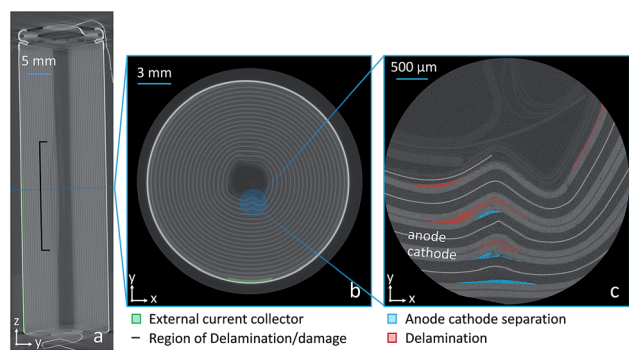 5 mm
z
y
a
3 mm
y
x
b
500 µm
anode
cathode
y
x
c
External current collector
Region of Delamination/damage
Anode cathode separation
Delamination